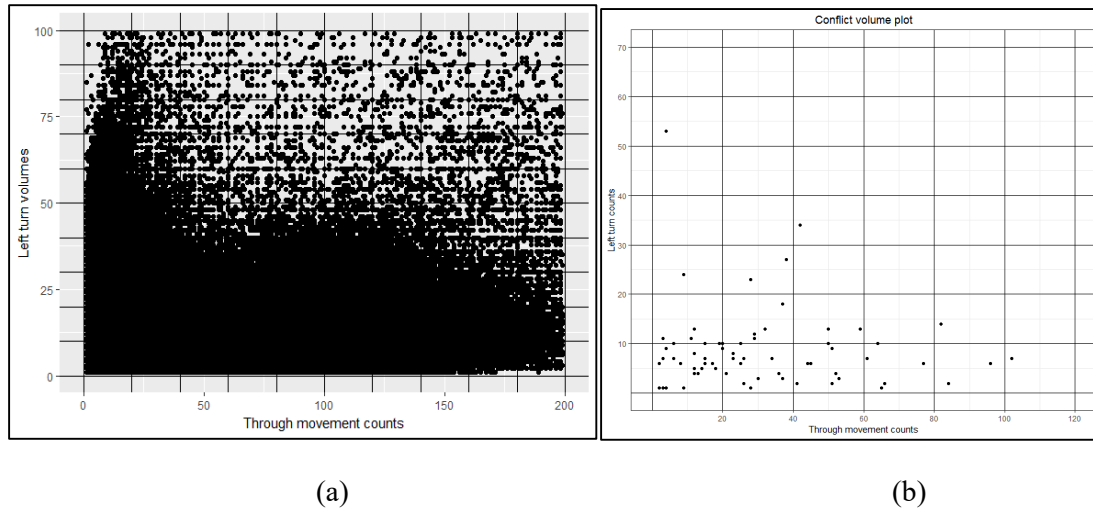 100
75
50
25
0
Left turn volumes
0 50 100 150 200
Through movement counts
(a)
Conflict volume plot
70
60
50
40
30
20
10
Left turn counts
20 40 60 80 100 120
Through movement counts
(b)